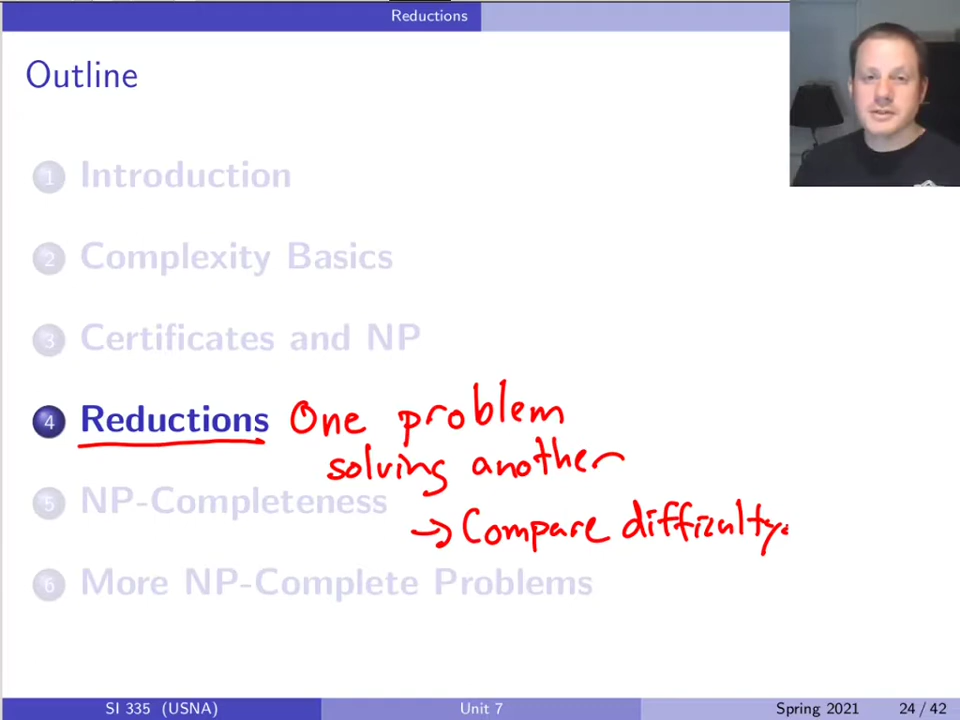 Reductions
Outline
1 Introduction
2 Complexity Basics
3 Certificates and NP
4 Reductions One problem
solving another
5 NP-Completeness
→ Compare difficulty
6 More NP-Complete Problems
SI 335 (USNA) Unit 7 Spring 2021 24 / 42